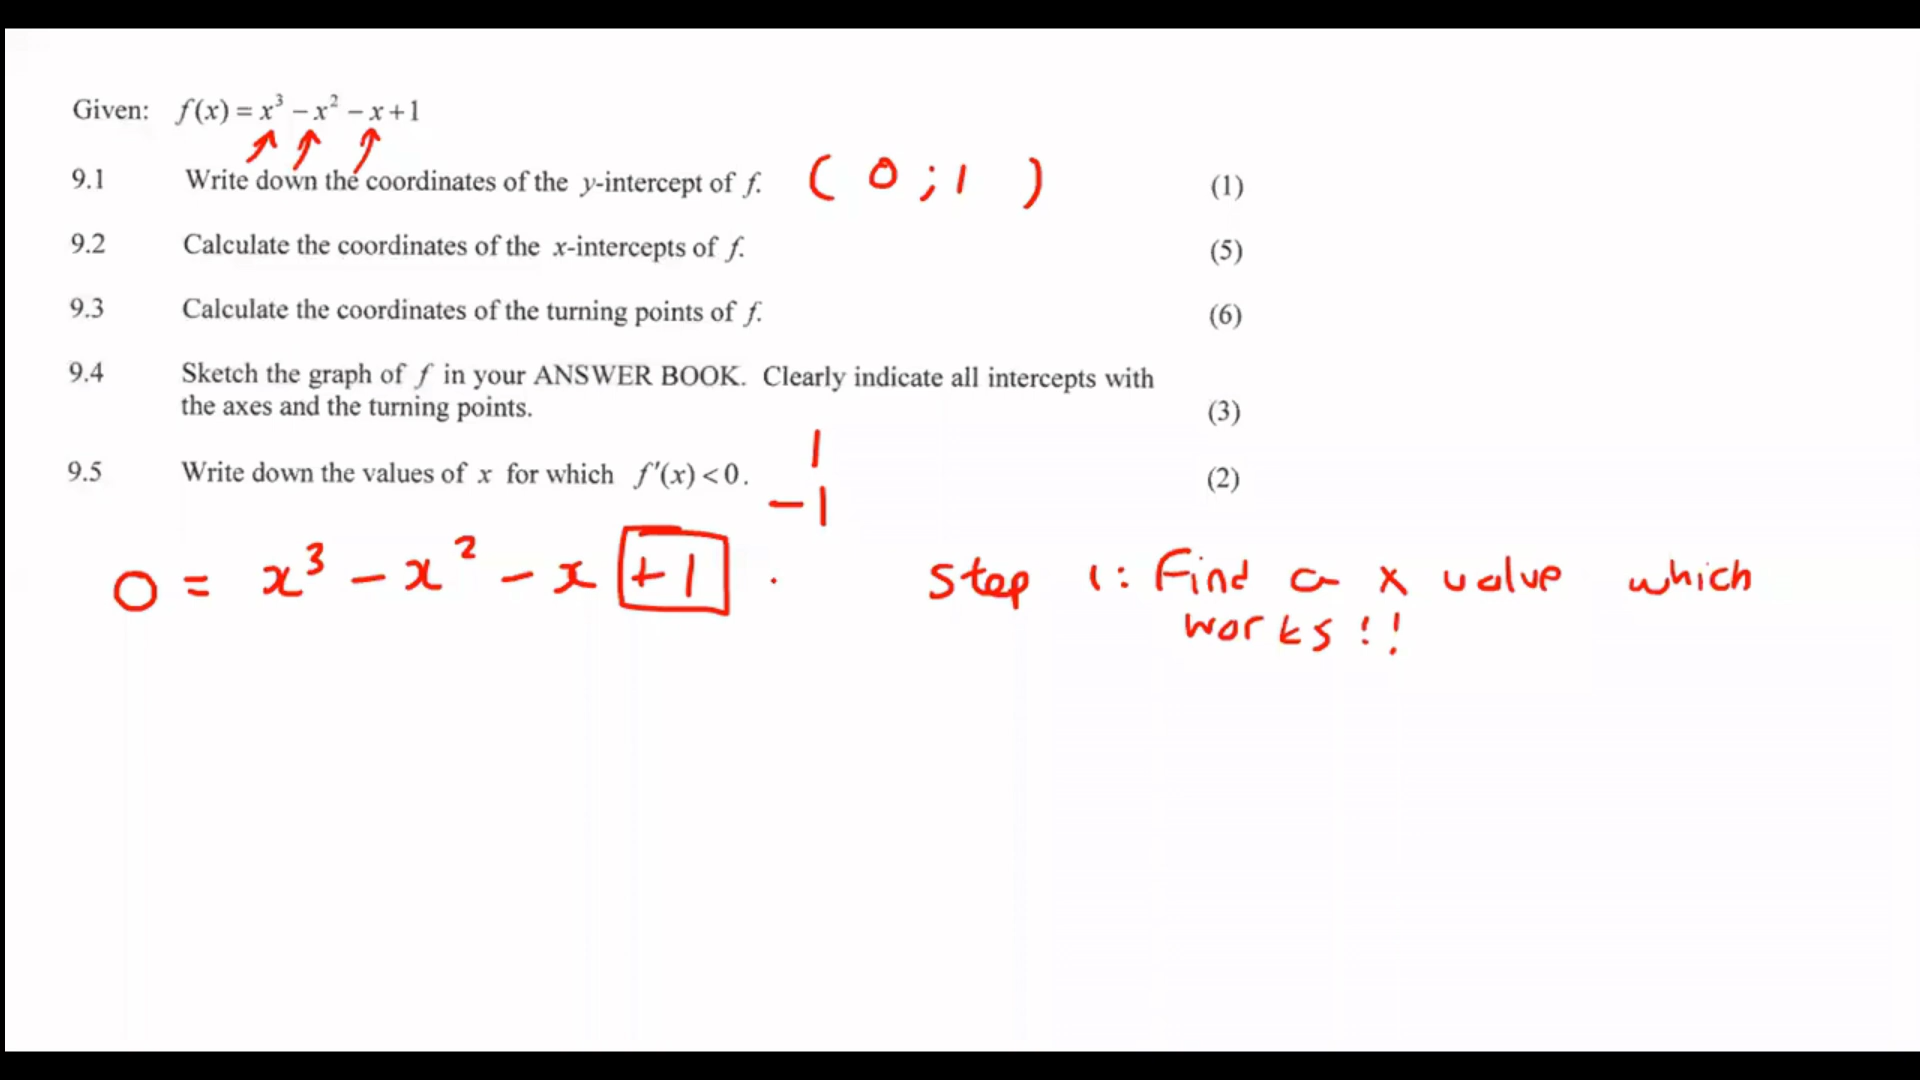 Given: f(x) = x³ − x² − x + 1
9.1 Write down the coordinates of the y-intercept of f. ( 0 ; 1 ) (1)
9.2 Calculate the coordinates of the x-intercepts of f. (5)
9.3 Calculate the coordinates of the turning points of f. (6)
9.4 Sketch the graph of f in your ANSWER BOOK. Clearly indicate all intercepts with
the axes and the turning points. (3)
1
9.5 Write down the values of x for which f′(x) < 0. (2)
−1
0 = x³ − x² − x + 1 . Step 1: Find a x value which
works!!